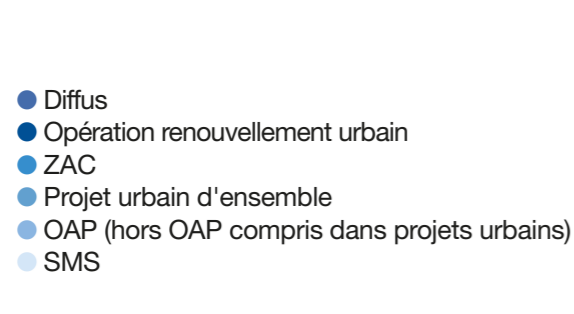 Diffus
Opération renouvellement urbain
ZAC
Projet urbain d'ensemble
OAP (hors OAP compris dans projets urbains)
SMS